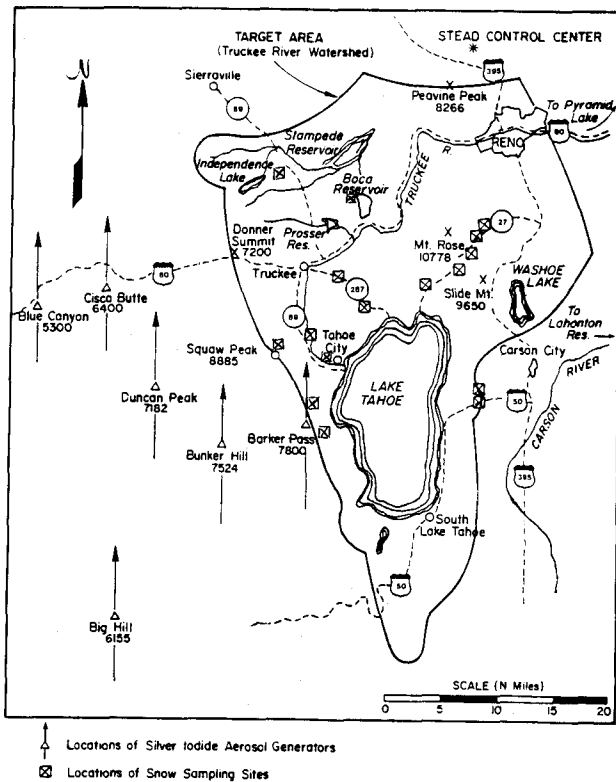 TARGET AREA
(Truckee River Watershed)
STEAD CONTROL CENTER
N
Sierraville
395
Peavine Peak
8266
To Pyramid
Lake
89
80
RENO
Stampede
Reservoir
Independence
Lake
Boca
Reservoir
TRUCKEE
R.
Prosser
Res.
27
Donner
Summit
7200
Mt. Rose
10778
80
Truckee
Slide Mt.
9650
WASHOE
LAKE
Cisco Butte
6400
Blue Canyon
5300
267
89
To
Lahonton
Res.
Tahoe
City
Carson City
Squaw Peak
8885
RIVER
LAKE
TAHOE
Duncan Peak
7182
50
CARSON
Bunker Hill
7524
Barker Pass
7800
395
South
Lake Tahoe
50
Big Hill
6155
SCALE (N Miles)
0 5 10 15 20
Locations of Silver Iodide Aerosol Generators
Locations of Snow Sampling Sites